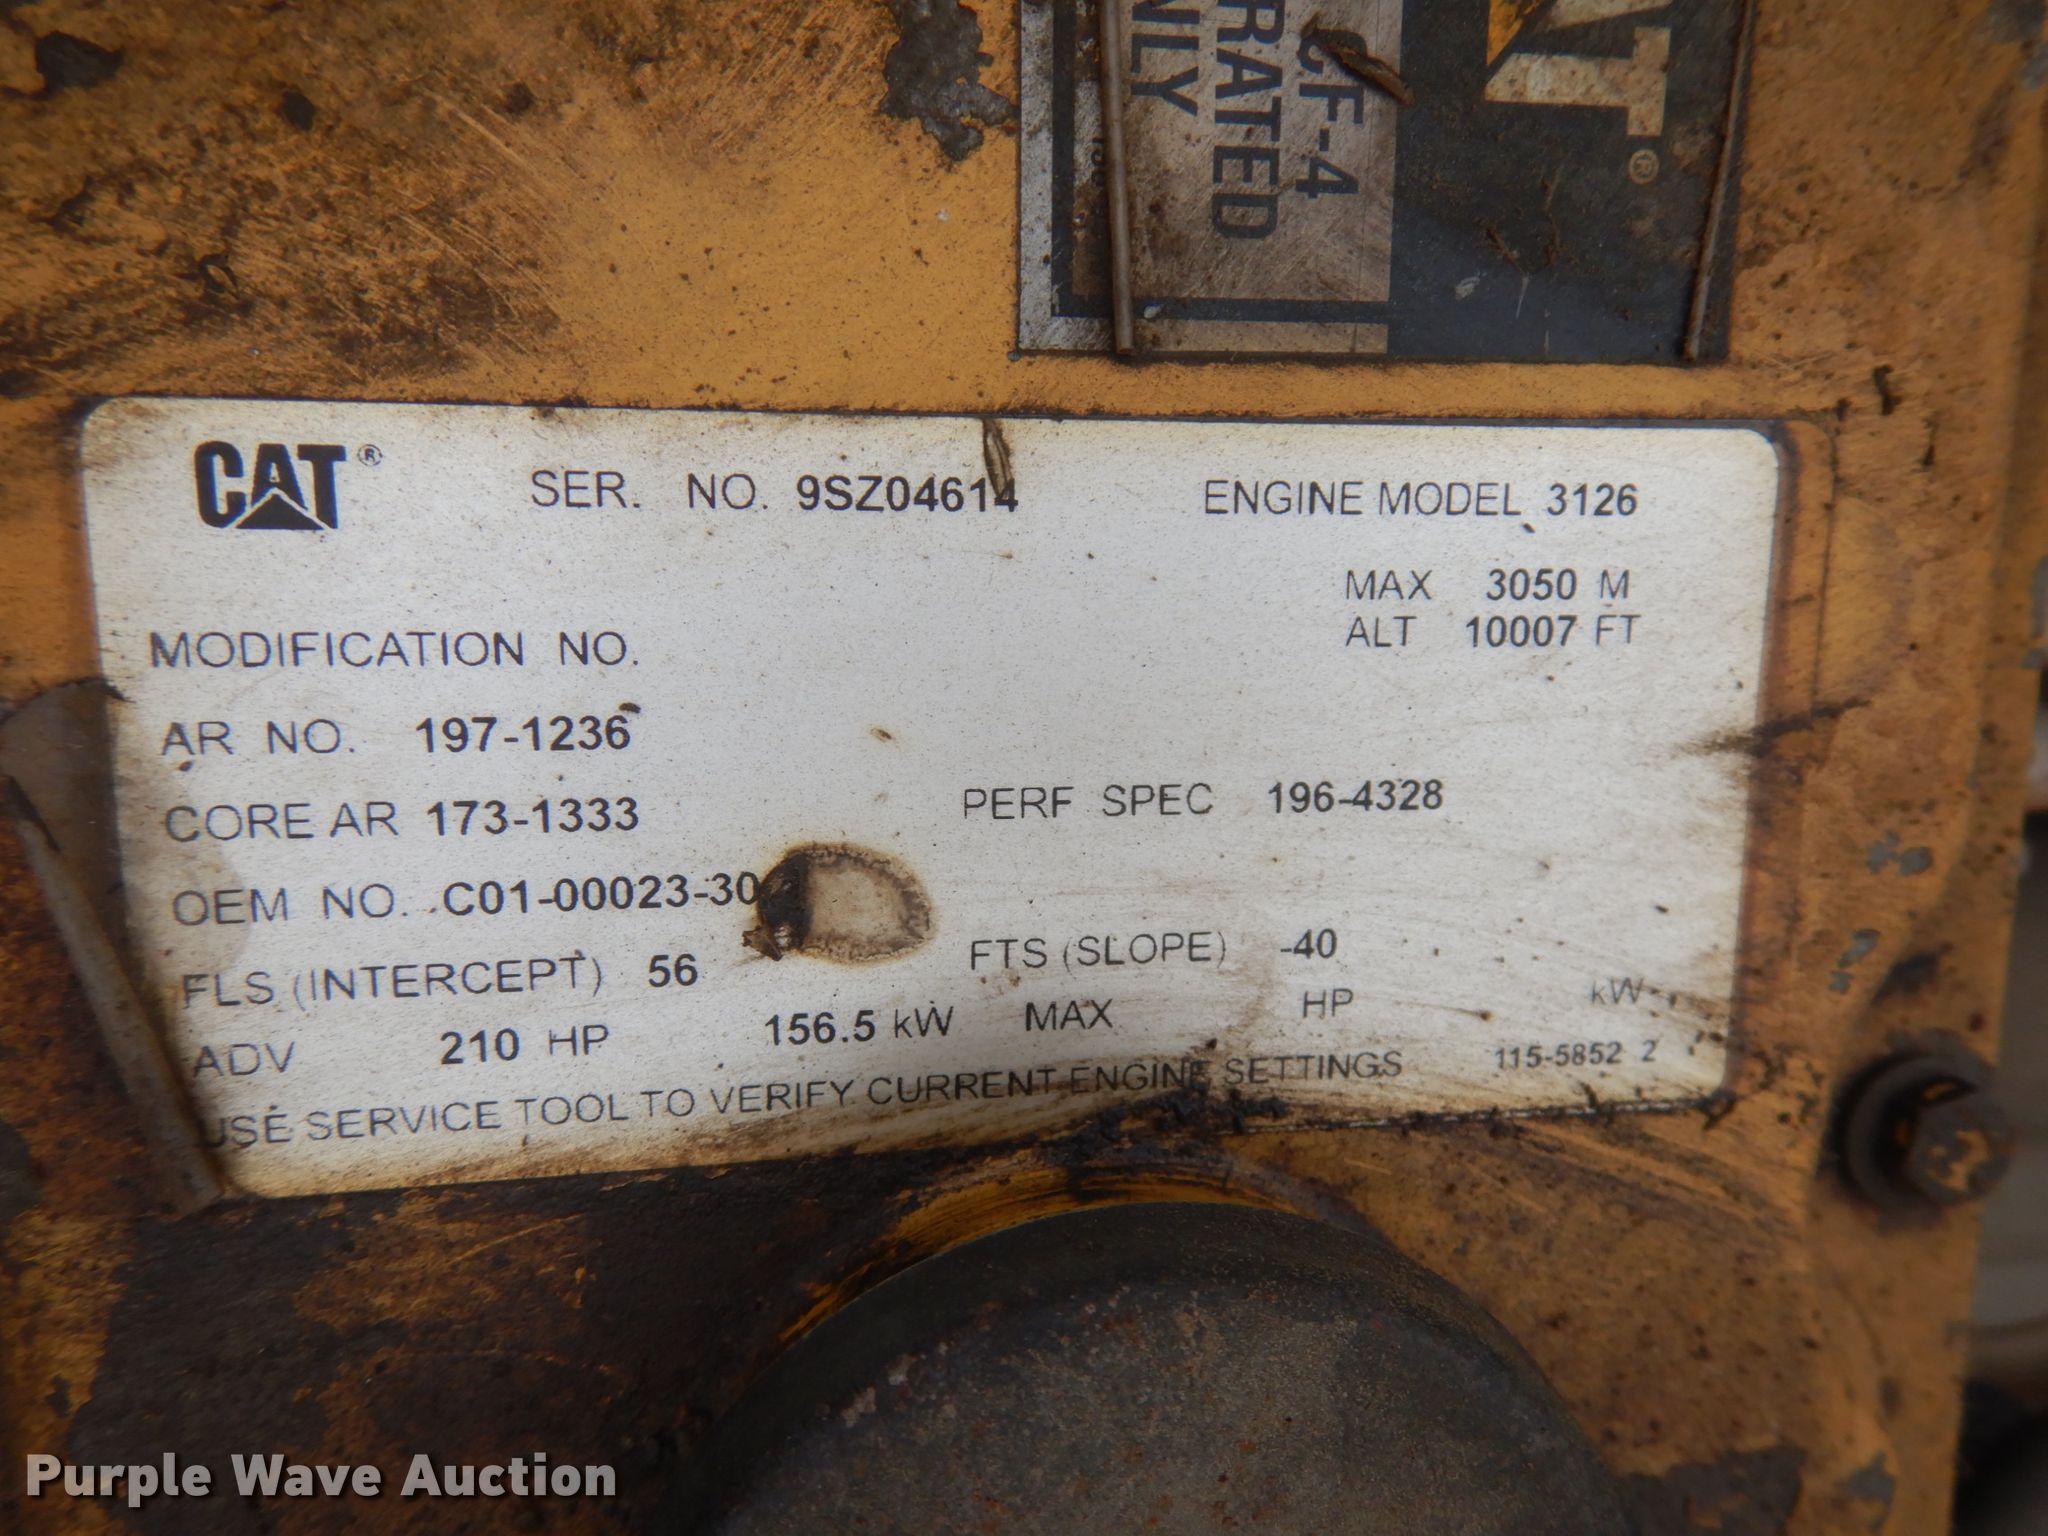 CF-4
RATED
NLY
CAT®
SER. NO. 9SZ04614
ENGINE MODEL 3126
MAX 3050 M
ALT 10007 FT
MODIFICATION NO.
AR NO. 197-1236
CORE AR 173-1333
PERF SPEC 196-4328
OEM NO. C01-00023-30
FLS (INTERCEPT) 56
FTS (SLOPE) -40
ADV 210 HP 156.5 kW MAX HP kW
USE SERVICE TOOL TO VERIFY CURRENT ENGINE SETTINGS 115-5852 2
Purple Wave Auction